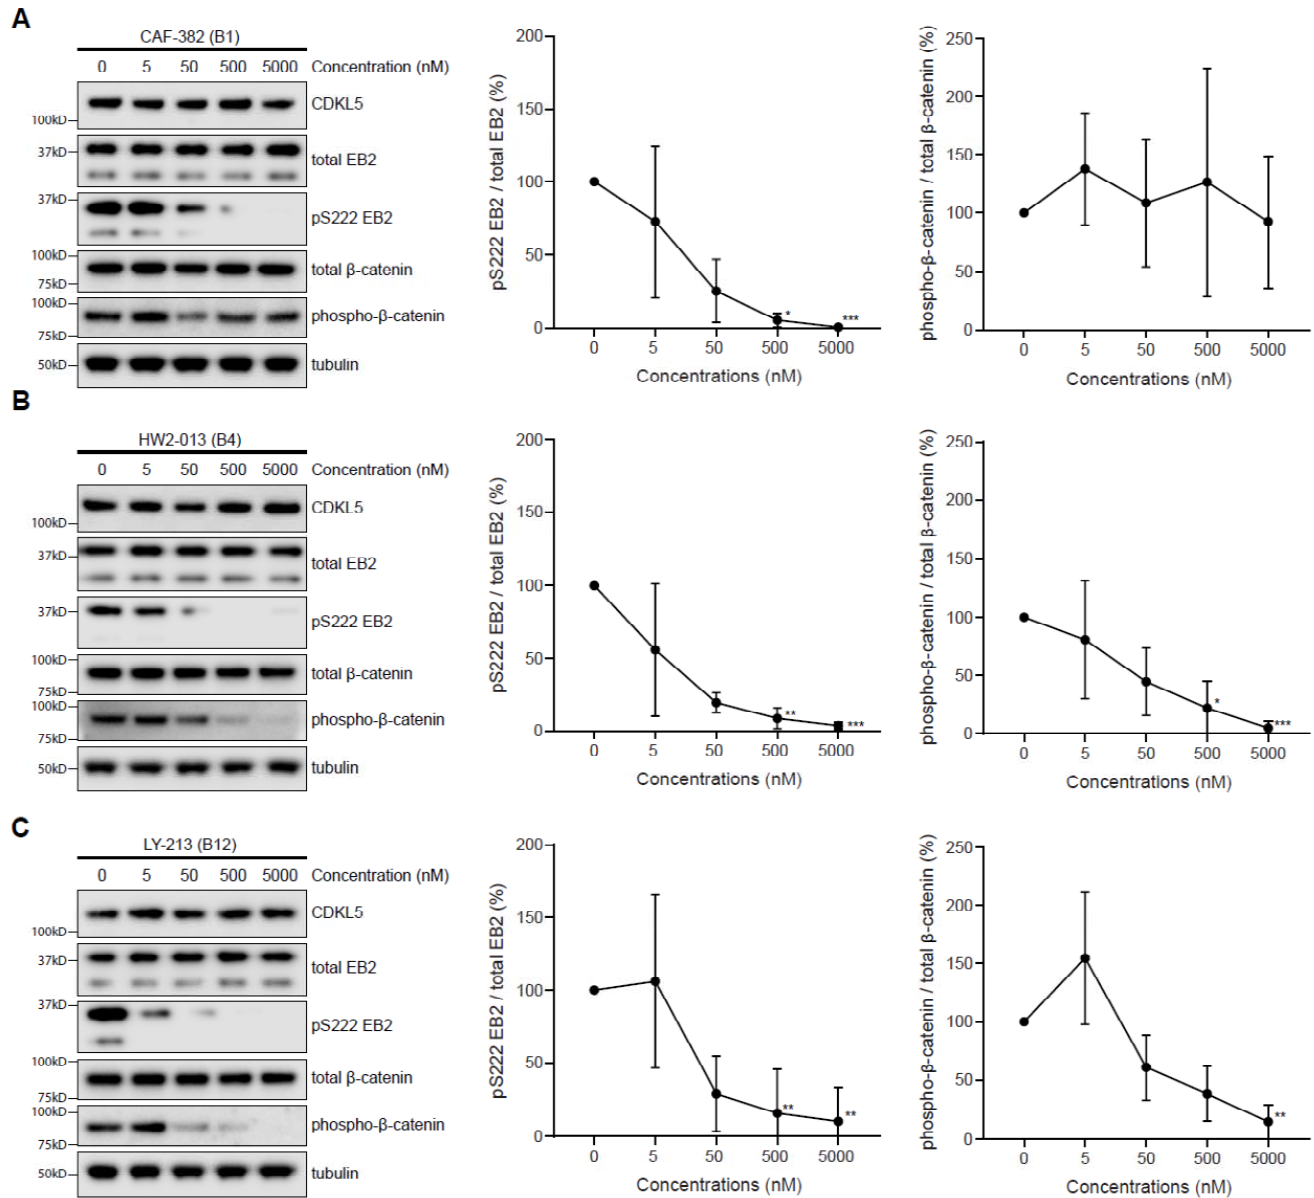 A
CAF-382 (B1)
0 5 50 500 5000 Concentration (nM)
CDKL5
100kD
37kD
total EB2
37kD
pS222 EB2
100kD
total β-catenin
75kD
100kD
phospho-β-catenin
75kD
50kD
tubulin
pS222 EB2 / total EB2 (%)
200
150
100
50
0
* ***
0 5 50 500 5000
Concentrations (nM)
phospho-β-catenin / total β-catenin (%)
250
200
150
100
50
0
0 5 50 500 5000
Concentrations (nM)
B
HW2-013 (B4)
0 5 50 500 5000 Concentration (nM)
CDKL5
100kD
37kD
total EB2
37kD
pS222 EB2
100kD
total β-catenin
75kD
100kD
phospho-β-catenin
75kD
50kD
tubulin
pS222 EB2 / total EB2 (%)
200
150
100
50
0
** ***
0 5 50 500 5000
Concentrations (nM)
phospho-β-catenin / total β-catenin (%)
250
200
150
100
50
0
* ***
0 5 50 500 5000
Concentrations (nM)
C
LY-213 (B12)
0 5 50 500 5000 Concentration (nM)
CDKL5
100kD
37kD
total EB2
37kD
pS222 EB2
100kD
total β-catenin
75kD
100kD
phospho-β-catenin
75kD
50kD
tubulin
pS222 EB2 / total EB2 (%)
200
150
100
50
0
** **
0 5 50 500 5000
Concentrations (nM)
phospho-β-catenin / total β-catenin (%)
250
200
150
100
50
0
**
0 5 50 500 5000
Concentrations (nM)